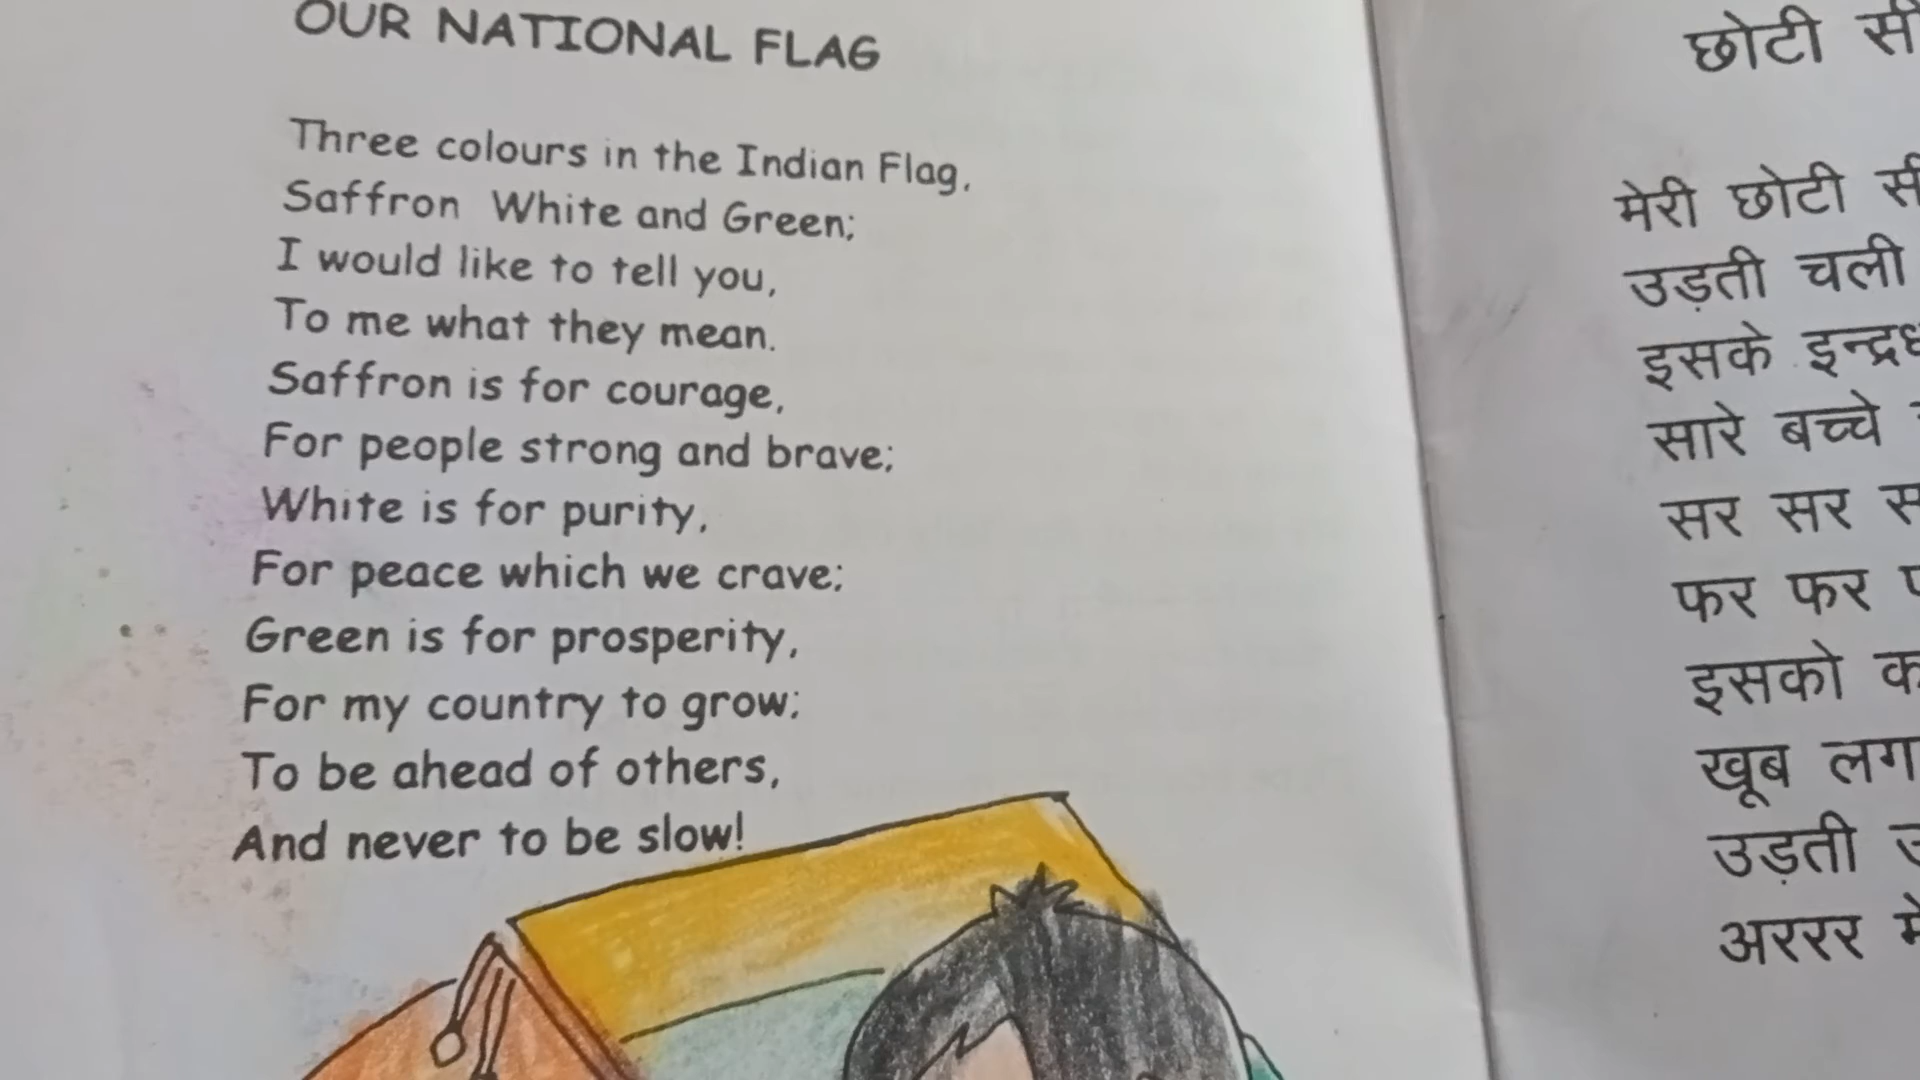 OUR NATIONAL FLAG
Three colours in the Indian Flag,
Saffron White and Green;
I would like to tell you,
To me what they mean.
Saffron is for courage,
For people strong and brave;
White is for purity,
For peace which we crave;
Green is for prosperity,
For my country to grow;
To be ahead of others,
And never to be slow!
छोटी
मेरी छोटी
उड़ती चली
इसके
सारे बच्चे
सर सर
फर फर
इसको
खूब
उड़ती
अररर